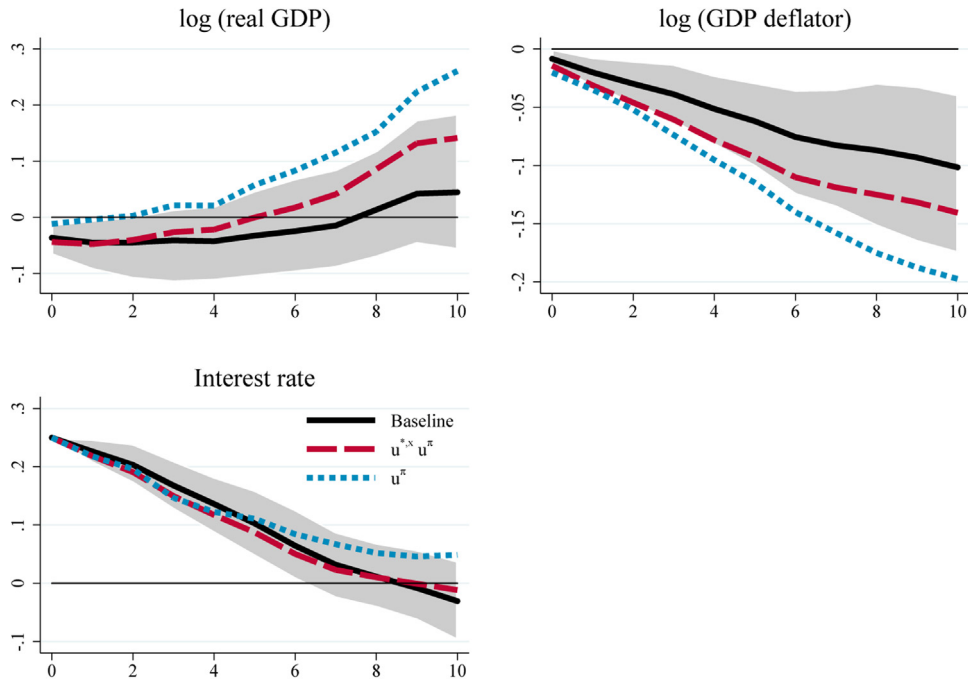 log (real GDP)
.3
.2
.1
0
-.1
0 2 4 6 8 10
log (GDP deflator)
0
-.05
-.1
-.15
-.2
0 2 4 6 8 10
Interest rate
.3
.2
.1
0
-.1
0 2 4 6 8 10
Baseline
u*,x uπ
uπ